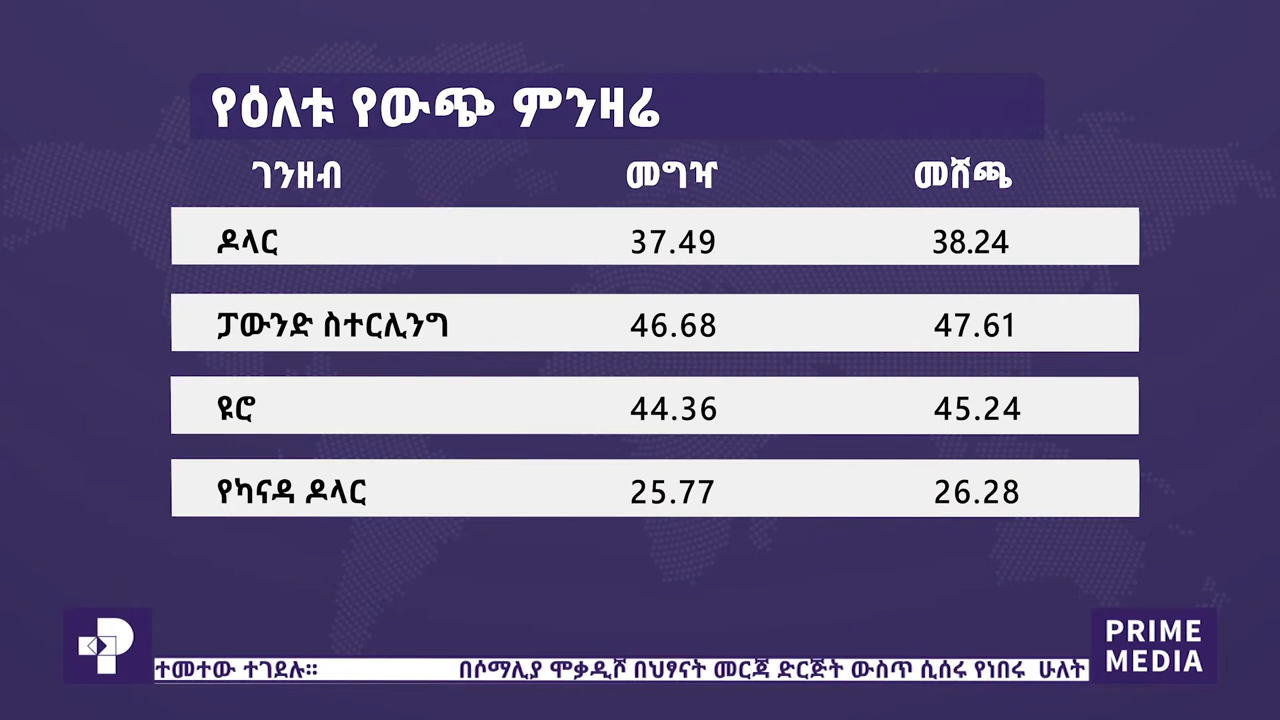 የዕለቱ የውጭ ምንዛሬ
ገንዘብ መግዣ መሸጫ
ዶላር 37.49 38.24
ፓውንድ ስተርሊንግ 46.68 47.61
ዩሮ 44.36 45.24
የካናዳ ዶላር 25.77 26.28
PRIME
MEDIA
ተመተው ተገደሉ። በሶማሊያ ሞቃዲሾ በህፃናት መርጃ ድርጅት ውስጥ ሲሰሩ የነበሩ ሁለት